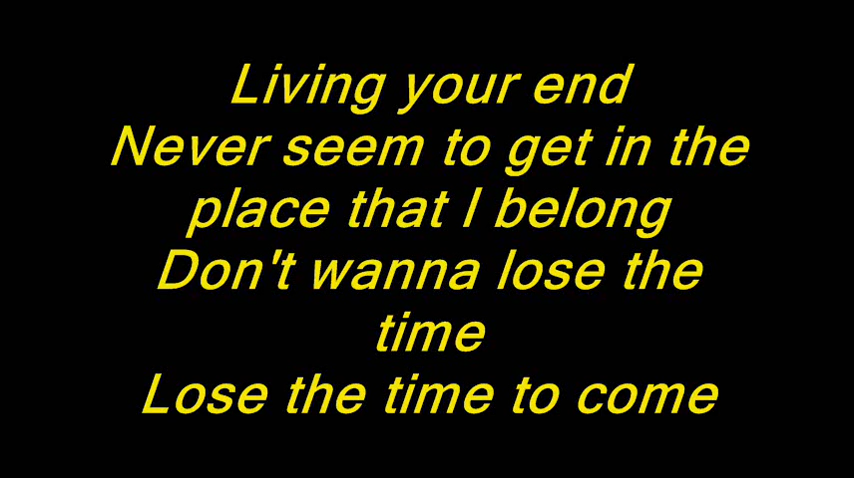 Living your end
Never seem to get in the
place that I belong
Don't wanna lose the
time
Lose the time to come